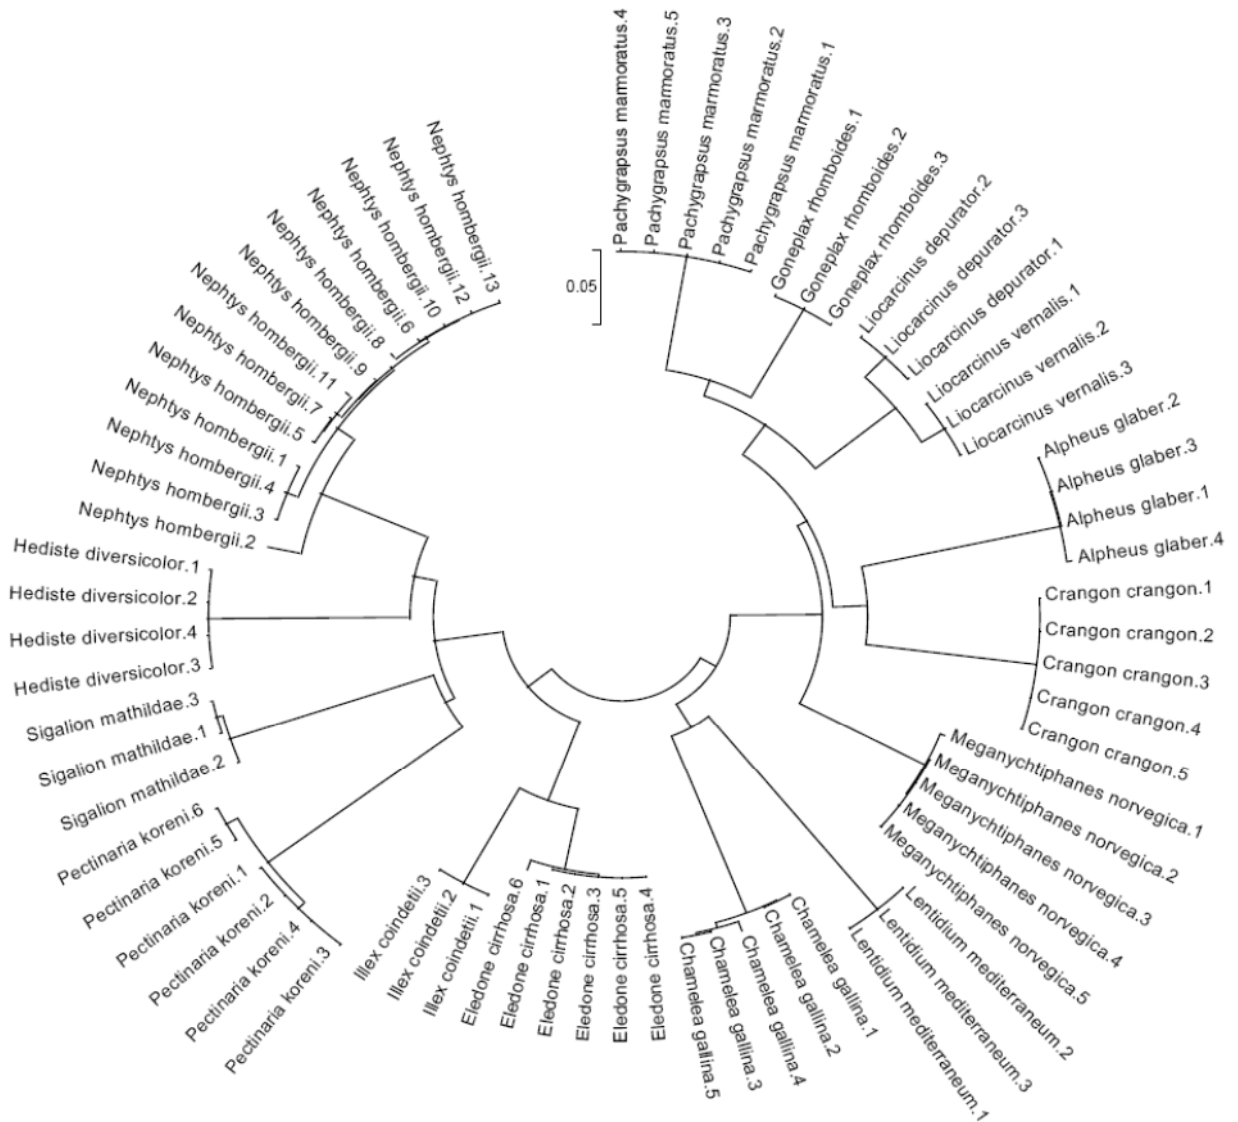 Pachygrapsus marmoratus.4
Pachygrapsus marmoratus.5
Pachygrapsus marmoratus.3
Pachygrapsus marmoratus.2
Pachygrapsus marmoratus.1
Goneplax rhomboides.1
Goneplax rhomboides.2
Goneplax rhomboides.3
Liocarcinus depurator.2
Liocarcinus depurator.3
Liocarcinus depurator.1
Liocarcinus vernalis.1
Liocarcinus vernalis.2
Liocarcinus vernalis.3
Alpheus glaber.2
Alpheus glaber.3
Alpheus glaber.1
Alpheus glaber.4
Crangon crangon.1
Crangon crangon.2
Crangon crangon.3
Crangon crangon.4
Crangon crangon.5
Meganychtiphanes norvegica.1
Meganychtiphanes norvegica.2
Meganychtiphanes norvegica.3
Meganychtiphanes norvegica.4
Meganychtiphanes norvegica.5
Lentidium mediterraneum.2
Lentidium mediterraneum.3
Lentidium mediterraneum.1
Chamelea gallina.1
Chamelea gallina.2
Chamelea gallina.4
Chamelea gallina.3
Chamelea gallina.5
Eledone cirrhosa.4
Eledone cirrhosa.5
Eledone cirrhosa.3
Eledone cirrhosa.2
Eledone cirrhosa.1
Eledone cirrhosa.6
Illex coindetii.1
Illex coindetii.2
Illex coindetii.3
Pectinaria koreni.3
Pectinaria koreni.4
Pectinaria koreni.2
Pectinaria koreni.1
Pectinaria koreni.5
Pectinaria koreni.6
Sigalion mathildae.2
Sigalion mathildae.1
Sigalion mathildae.3
Hediste diversicolor.3
Hediste diversicolor.4
Hediste diversicolor.2
Hediste diversicolor.1
Nephtys hombergii.2
Nephtys hombergii.3
Nephtys hombergii.4
Nephtys hombergii.1
Nephtys hombergii.5
Nephtys hombergii.7
Nephtys hombergii.11
Nephtys hombergii.9
Nephtys hombergii.8
Nephtys hombergii.6
Nephtys hombergii.10
Nephtys hombergii.12
Nephtys hombergii.13
0.05